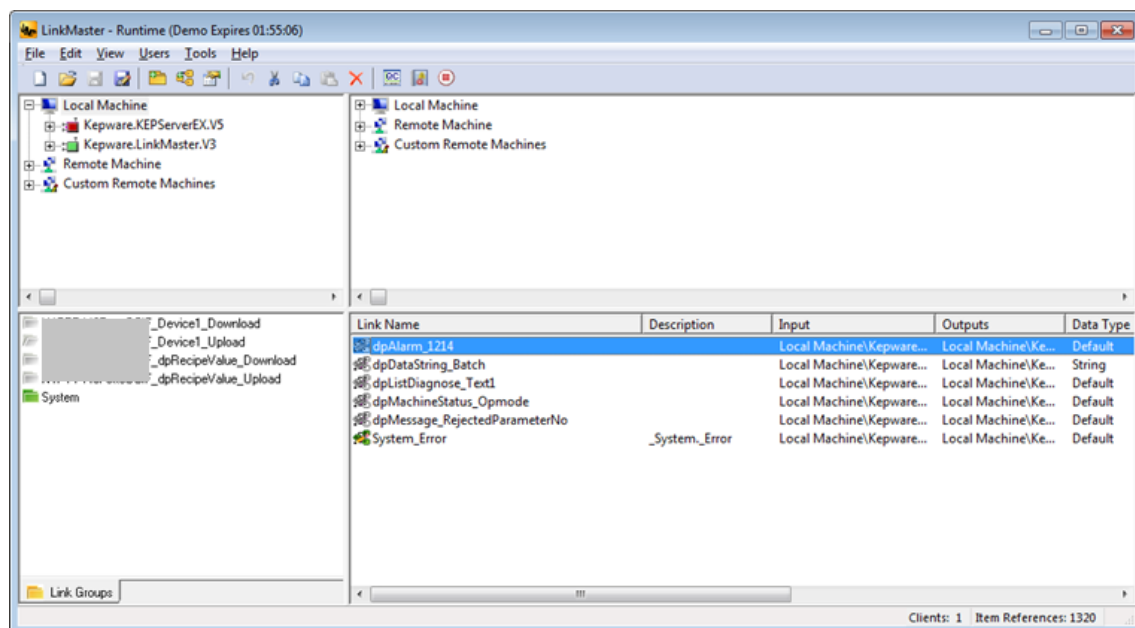 LinkMaster - Runtime (Demo Expires 01:55:06)
File Edit View Users Tools Help
Local Machine
Kepware.KEPServerEX.V5
Kepware.LinkMaster.V3
Remote Machine
Custom Remote Machines
Local Machine
Remote Machine
Custom Remote Machines
_Device1_Download
_Device1_Upload
_dpRecipeValue_Download
_dpRecipeValue_Upload
System
Link Groups
Link Name Description Input Outputs Data Type
dpAlarm_1214 Local Machine\Kepware... Local Machine\Ke... Default
dpDataString_Batch Local Machine\Kepware... Local Machine\Ke... String
dpListDiagnose_Text1 Local Machine\Kepware... Local Machine\Ke... Default
dpMachineStatus_Opmode Local Machine\Kepware... Local Machine\Ke... Default
dpMessage_RejectedParameterNo Local Machine\Kepware... Local Machine\Ke... Default
System_Error _System._Error Local Machine\Kepware... Local Machine\Ke... Default
Clients: 1 Item References: 1320